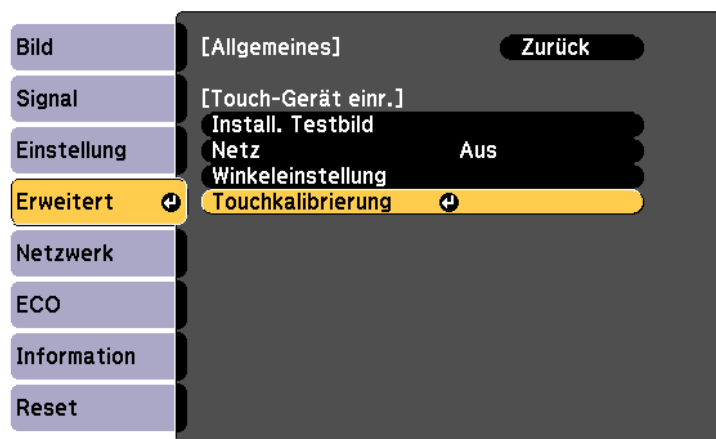 Bild
Signal
Einstellung
Erweitert
Netzwerk
ECO
Information
Reset
[Allgemeines] Zurück
[Touch-Gerät einr.]
Install. Testbild
Netz Aus
Winkeleinstellung
Touchkalibrierung